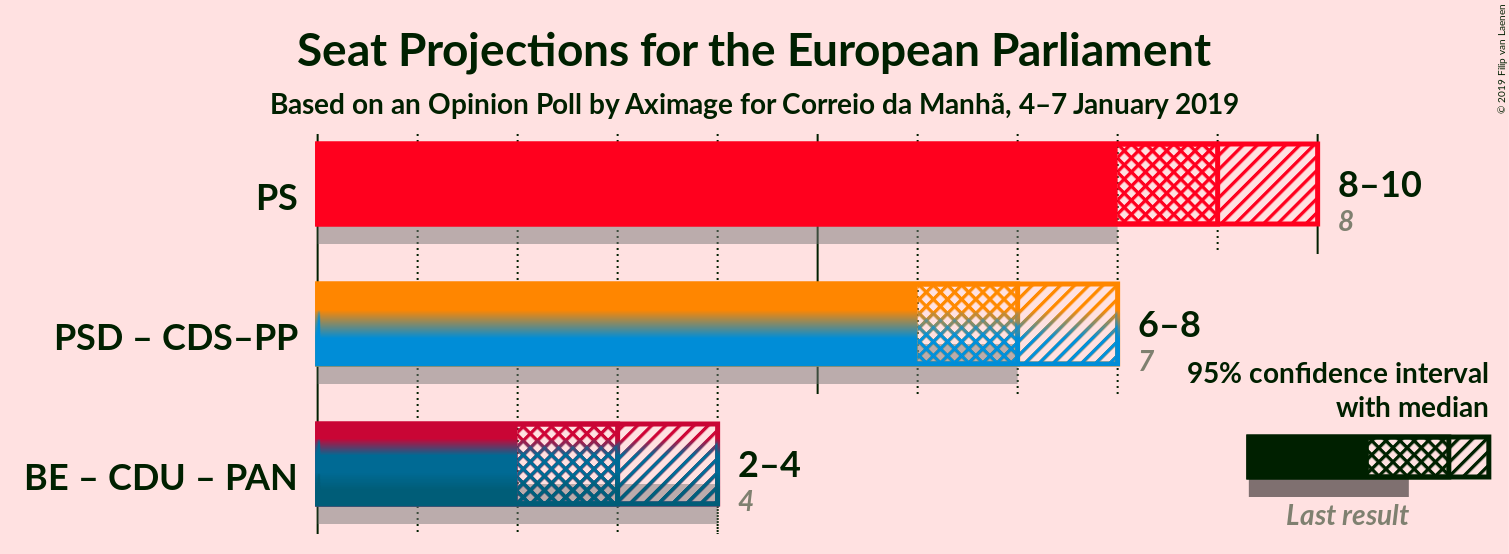 Seat Projections for the European Parliament
Based on an Opinion Poll by Aximage for Correio da Manhã, 4–7 January 2019
© 2019 Filip van Laenen
PS
8–10
8
PSD – CDS–PP
6–8
7
95% confidence interval
with median
BE – CDU – PAN
2–4
4
Last result